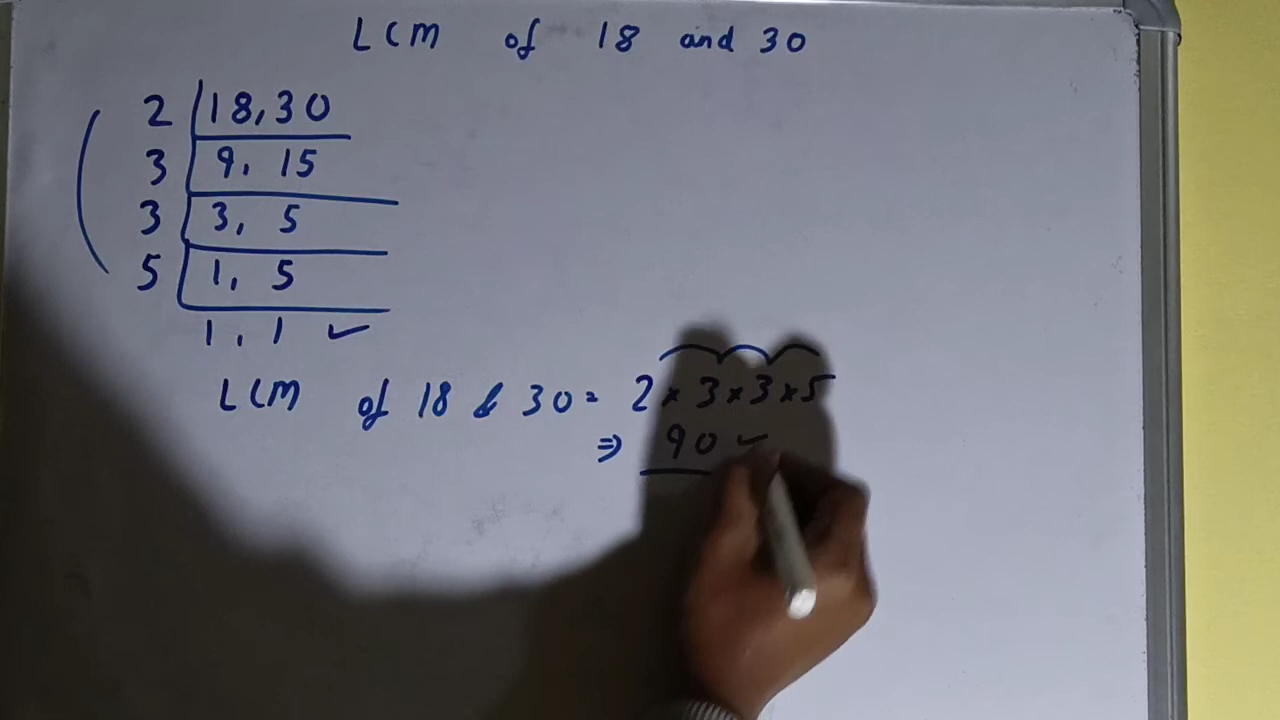 LCM of 18 and 30
2 18,30
3 9, 15
3 3, 5
5 1, 5
1, 1 ✓
LCM of 18 & 30 = 2 × 3 × 3 × 5
⇒ 90 ✓